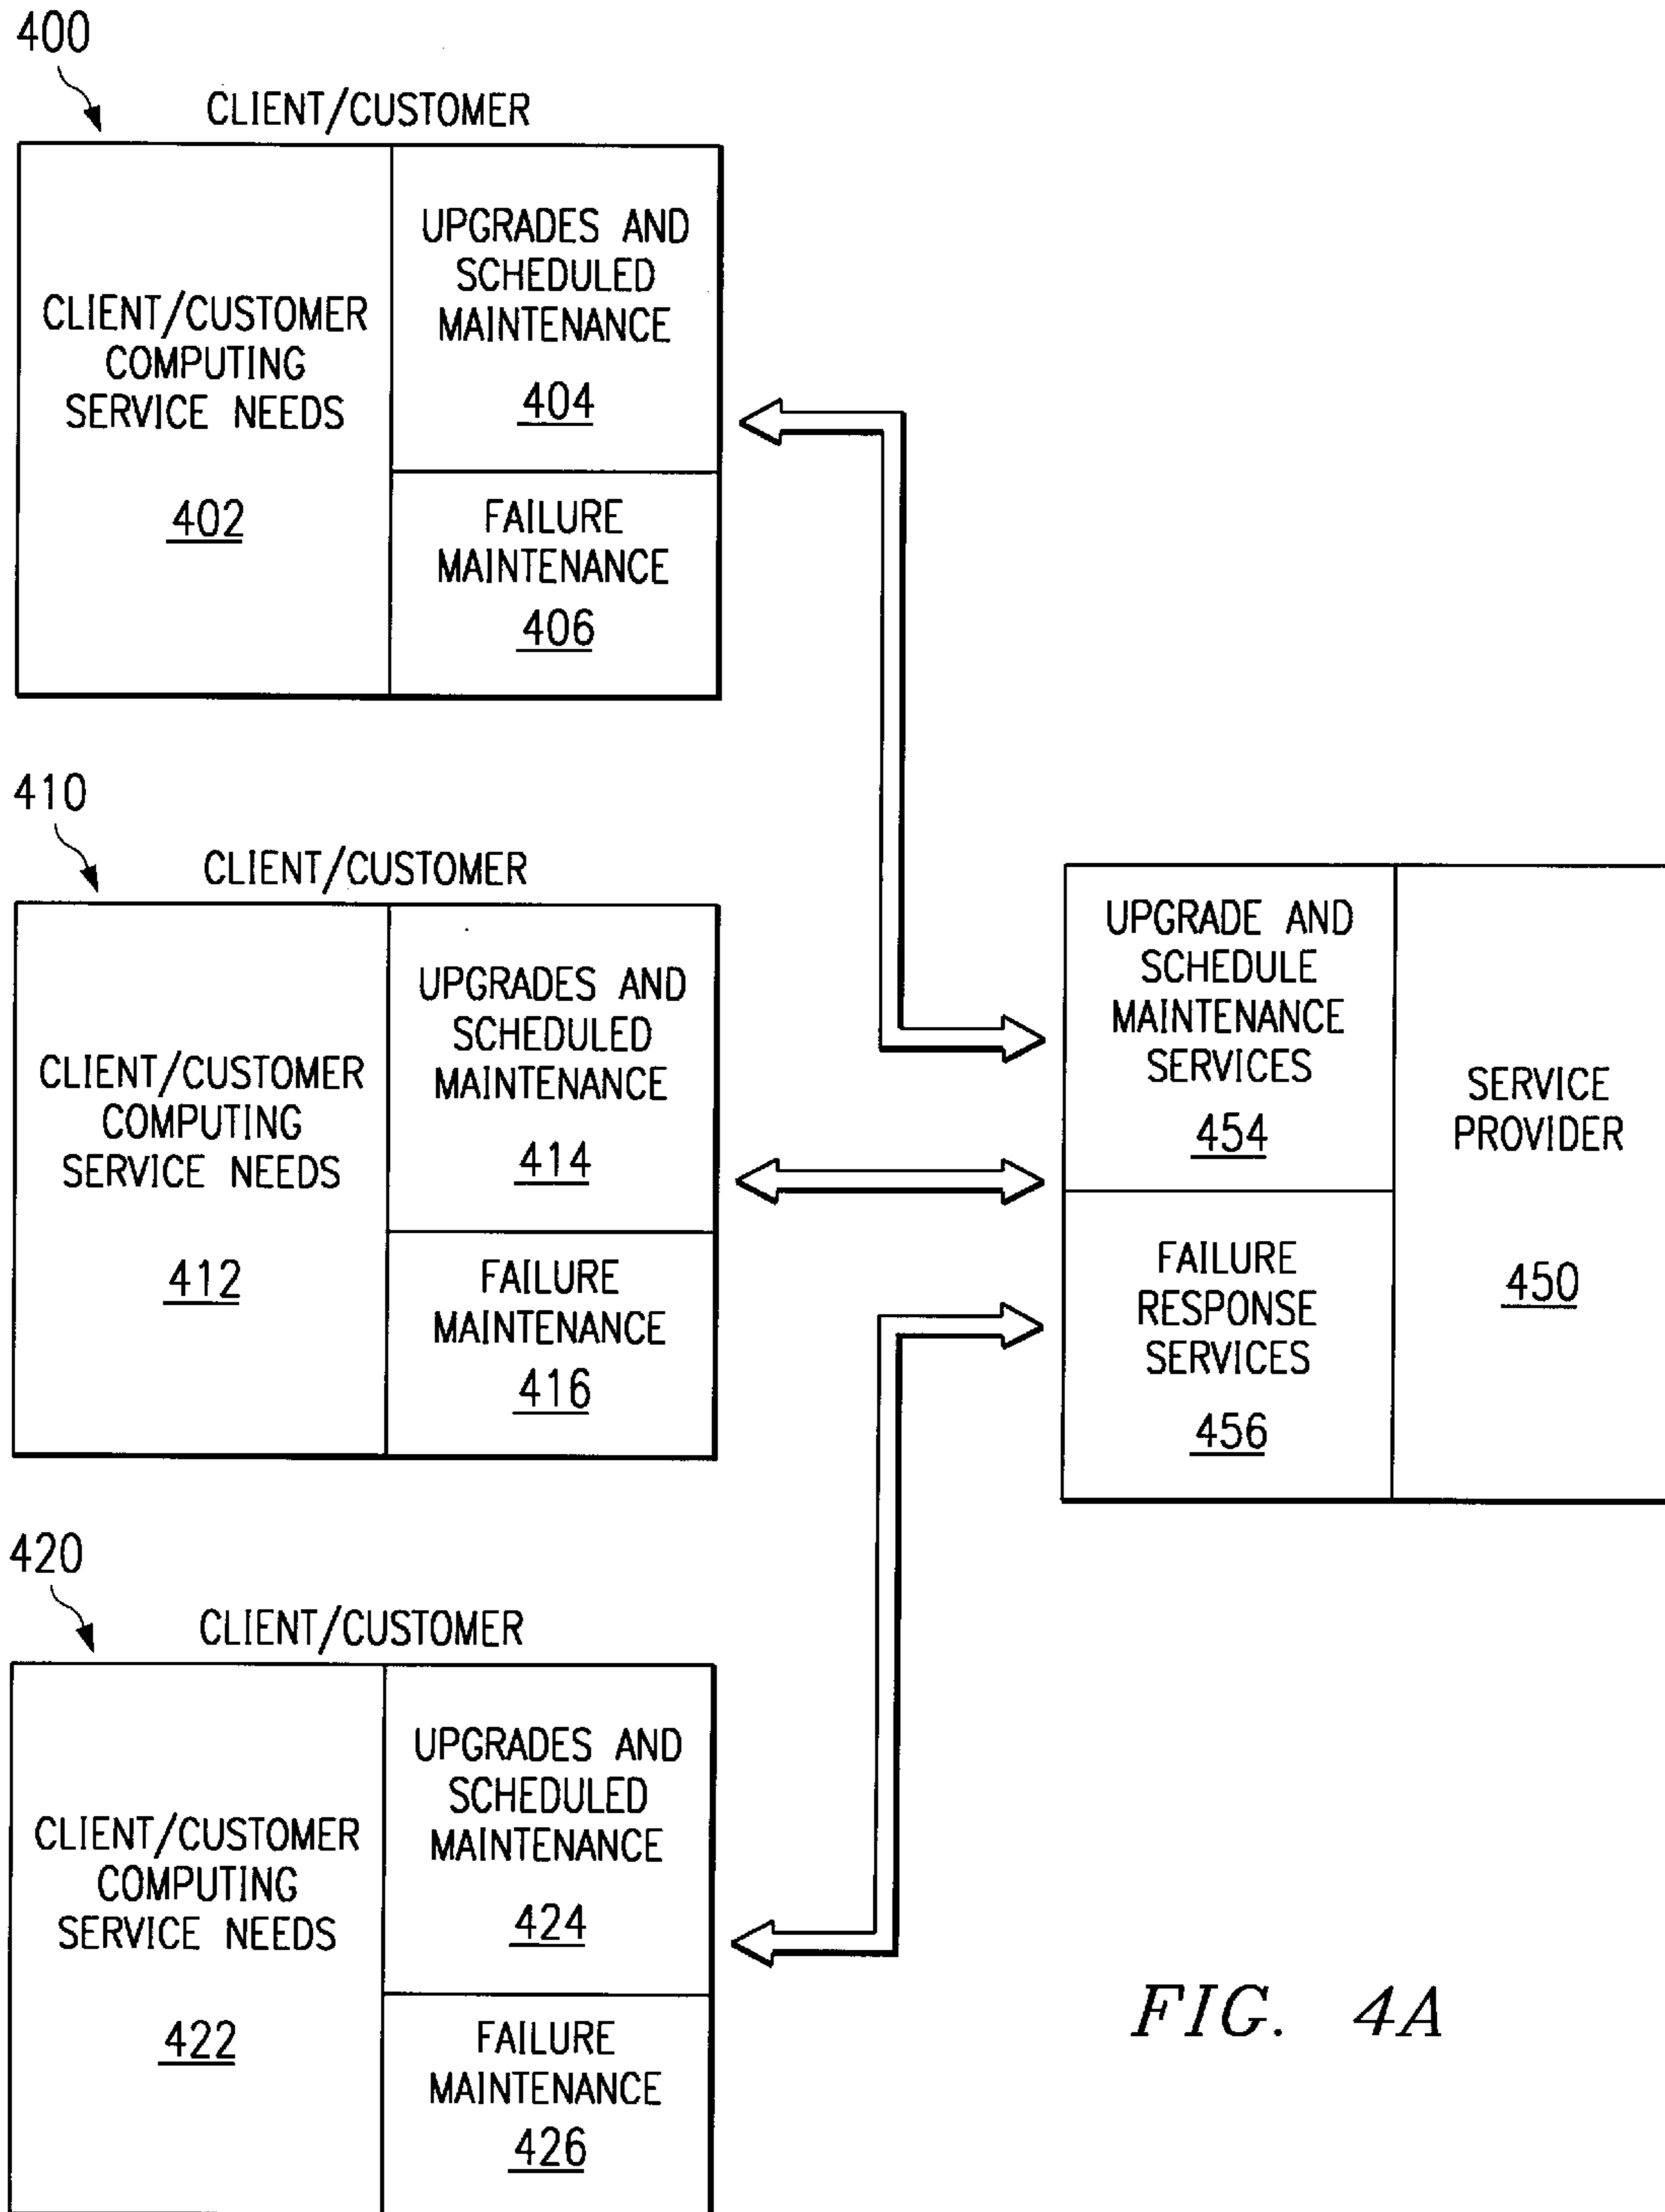 400
CLIENT/CUSTOMER
CLIENT/CUSTOMER
COMPUTING
SERVICE NEEDS
402
UPGRADES AND
SCHEDULED
MAINTENANCE
404
FAILURE
MAINTENANCE
406
410
CLIENT/CUSTOMER
CLIENT/CUSTOMER
COMPUTING
SERVICE NEEDS
412
UPGRADES AND
SCHEDULED
MAINTENANCE
414
FAILURE
MAINTENANCE
416
UPGRADE AND
SCHEDULE
MAINTENANCE
SERVICES
454
FAILURE
RESPONSE
SERVICES
456
SERVICE
PROVIDER
450
420
CLIENT/CUSTOMER
CLIENT/CUSTOMER
COMPUTING
SERVICE NEEDS
422
UPGRADES AND
SCHEDULED
MAINTENANCE
424
FAILURE
MAINTENANCE
426
FIG. 4A